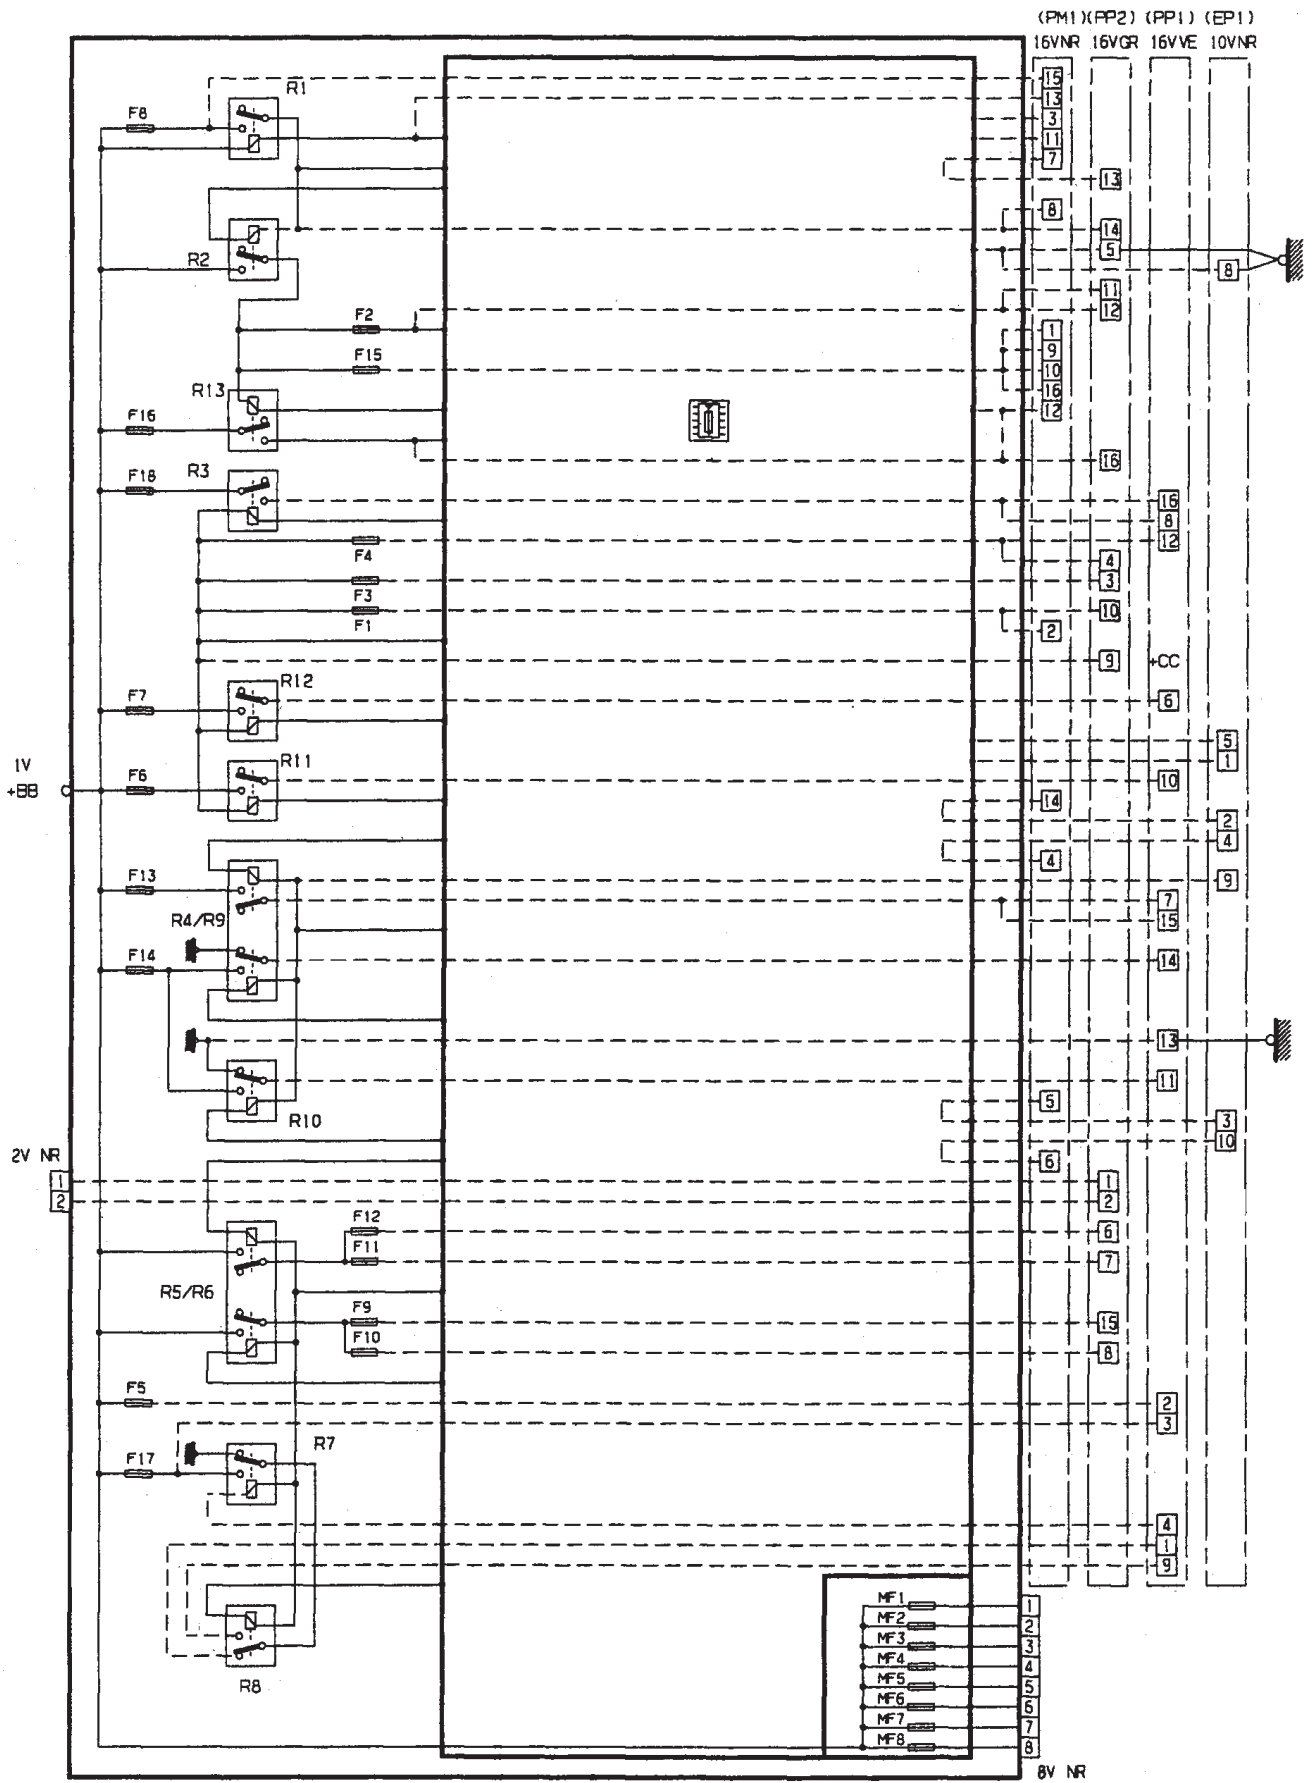 (PM1)(PP2) (PP1) (EP1)
16VNR 16VGR 16VVE 10VNR
R1
15
F8
13
3
11
7
13
8
14
R2
5
8
11
F2
12
1
F15
9
R13
10
16
F16
12
R3
16
F18
16
8
12
F4
4
3
F3
10
F1
2
9 +CC
R12
F7
6
5
R11
1
1V
F6
10
+BB
14
2
4
4
F13
9
R4/R9
7
15
F14
14
13
11
5
R10
3
10
2V NR
6
1
1
2
2
F12
6
F11
7
R5/R6
F9
15
F10
8
F5
2
3
R7
F17
4
1
9
MF1 1
MF2 2
MF3 3
MF4 4
R8
MF5 5
MF6 6
MF7 7
MF8 8
8V NR